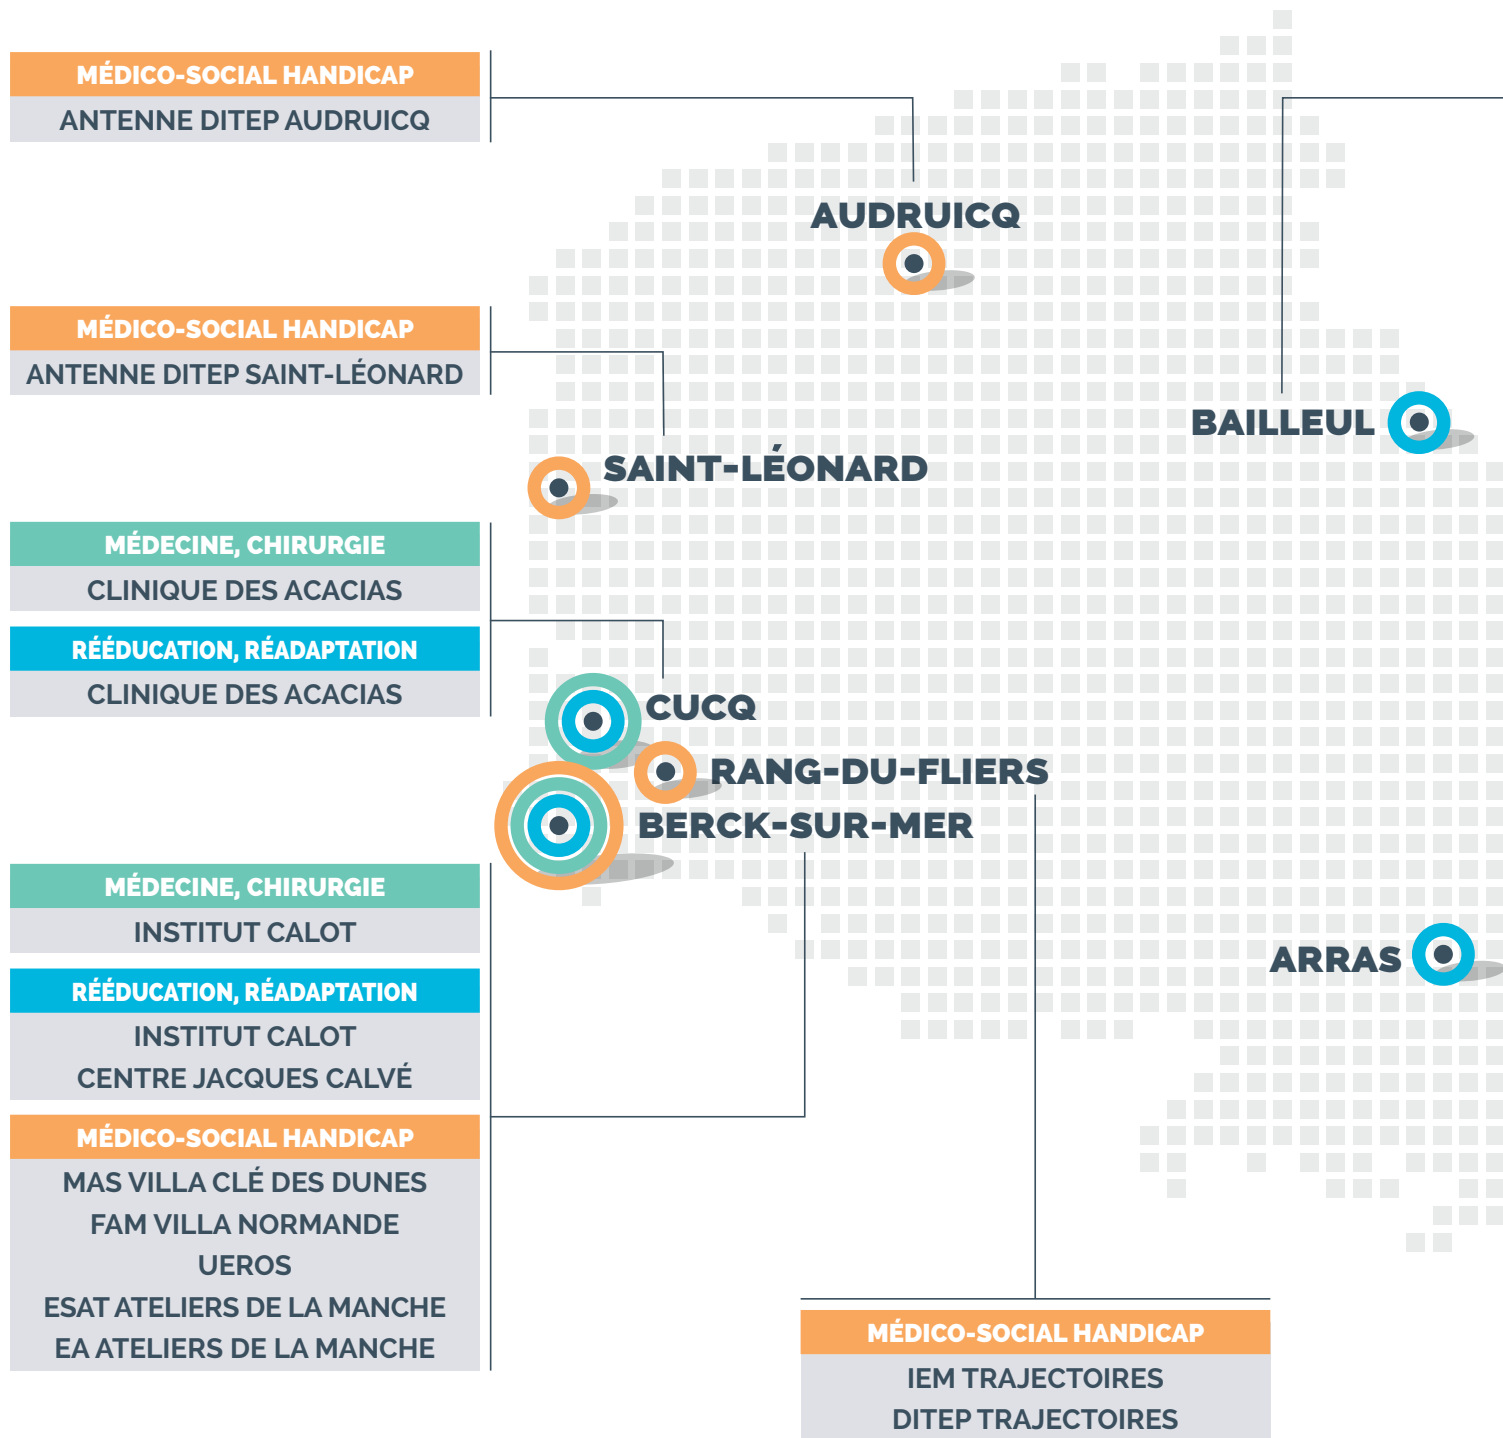 MÉDICO-SOCIAL HANDICAP
ANTENNE DITEP AUDRUICQ
AUDRUICQ
MÉDICO-SOCIAL HANDICAP
ANTENNE DITEP SAINT-LÉONARD
BAILLEUL
SAINT-LÉONARD
MÉDECINE, CHIRURGIE
CLINIQUE DES ACACIAS
RÉÉDUCATION, RÉADAPTATION
CLINIQUE DES ACACIAS
CUCQ
RANG-DU-FLIERS
BERCK-SUR-MER
MÉDECINE, CHIRURGIE
INSTITUT CALOT
RÉÉDUCATION, RÉADAPTATION
INSTITUT CALOT
CENTRE JACQUES CALVÉ
ARRAS
MÉDICO-SOCIAL HANDICAP
MAS VILLA CLÉ DES DUNES
FAM VILLA NORMANDE
UEROS
ESAT ATELIERS DE LA MANCHE
EA ATELIERS DE LA MANCHE
MÉDICO-SOCIAL HANDICAP
IEM TRAJECTOIRES
DITEP TRAJECTOIRES